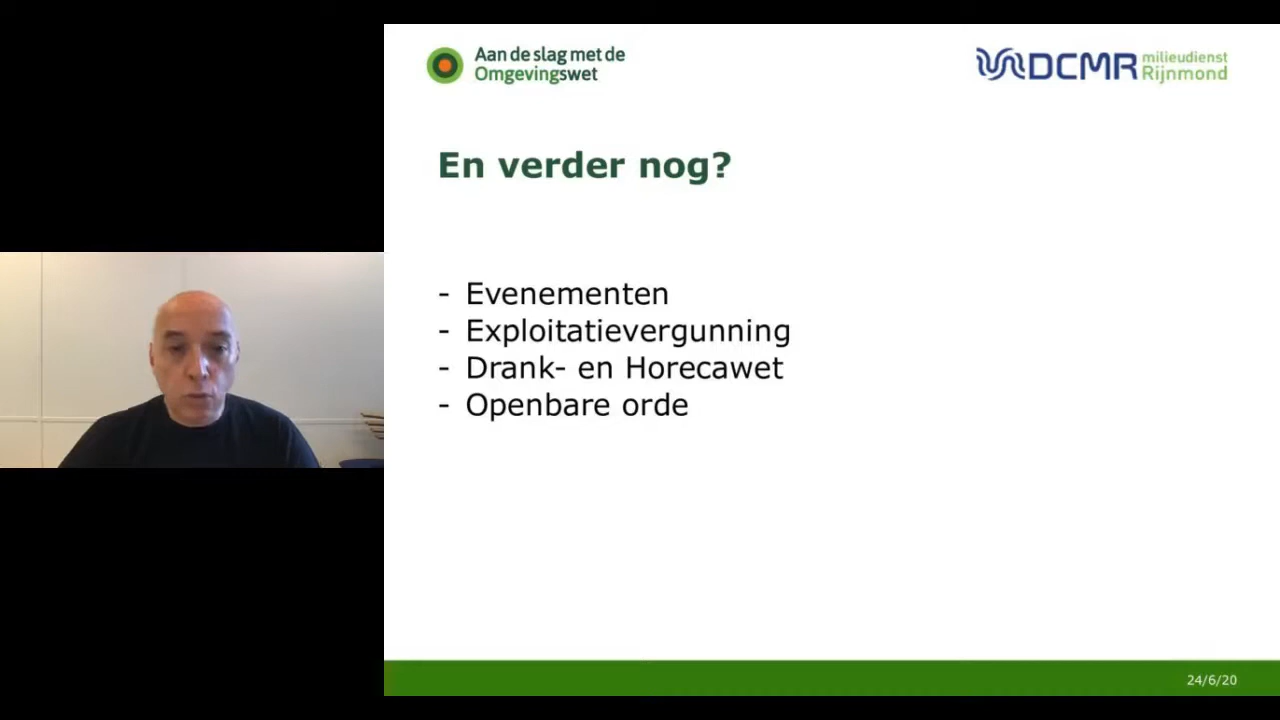 Aan de slag met de
Omgevingswet
DCMR milieudienst
Rijnmond
En verder nog?
- Evenementen
- Exploitatievergunning
- Drank- en Horecawet
- Openbare orde
24/6/20